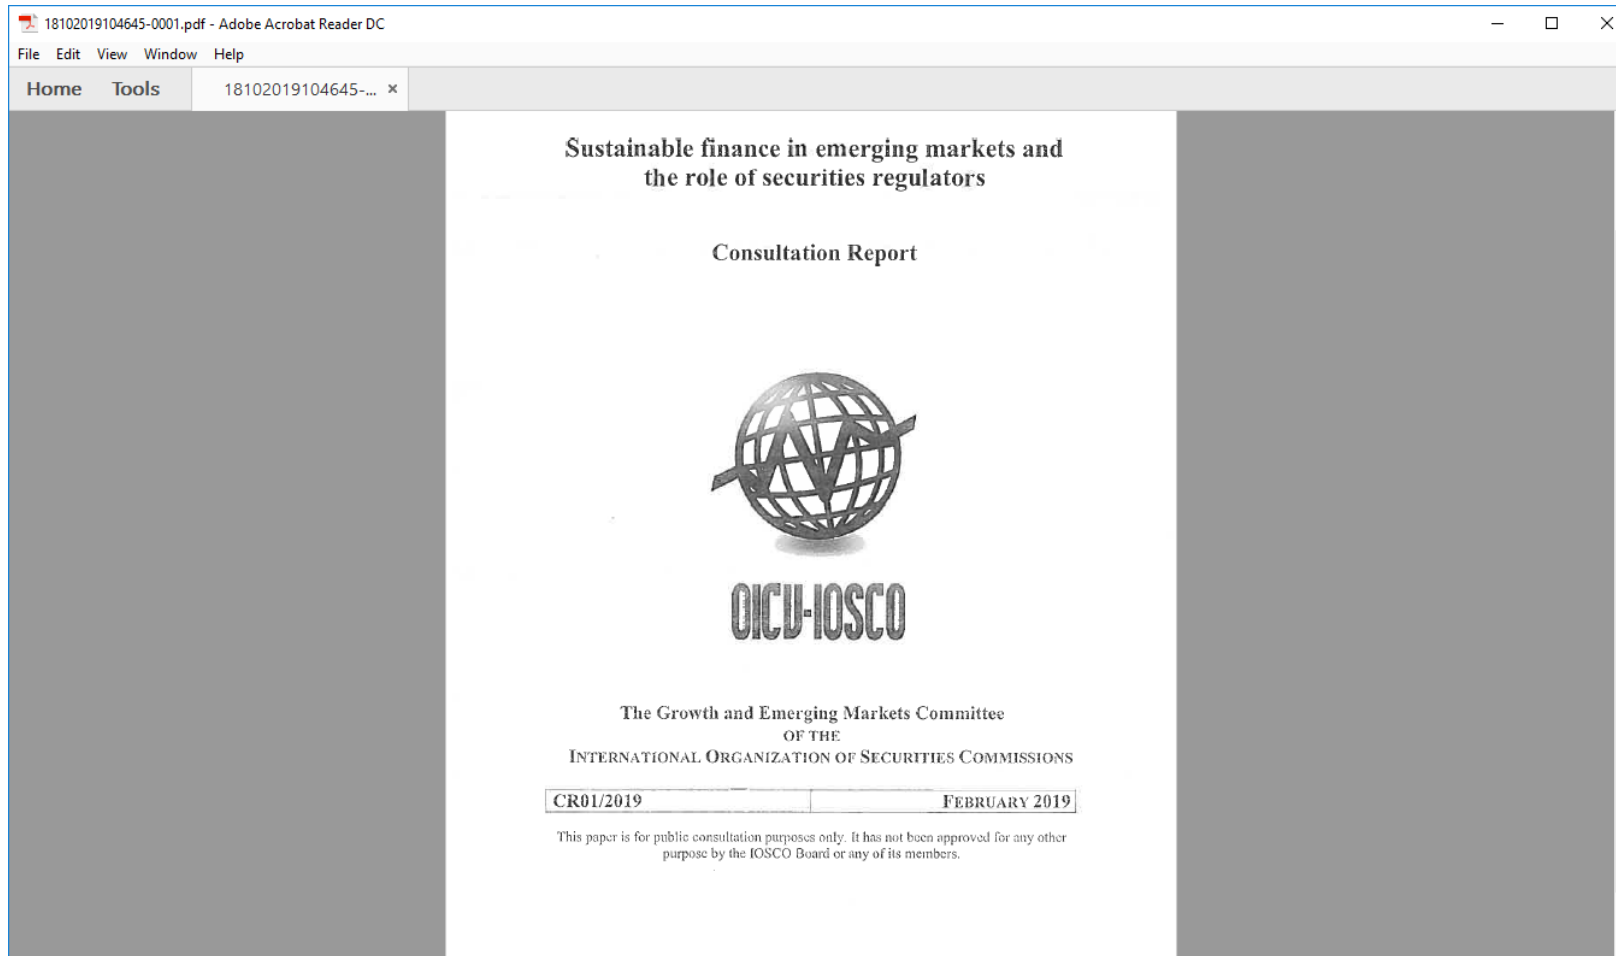 18102019104645-0001.pdf - Adobe Acrobat Reader DC
File Edit View Window Help
Home Tools 18102019104645-... ×
Sustainable finance in emerging markets and
the role of securities regulators
Consultation Report
OICU-IOSCO
The Growth and Emerging Markets Committee
OF THE
INTERNATIONAL ORGANIZATION OF SECURITIES COMMISSIONS
CR01/2019 FEBRUARY 2019
This paper is for public consultation purposes only. It has not been approved for any other
purpose by the IOSCO Board or any of its members.